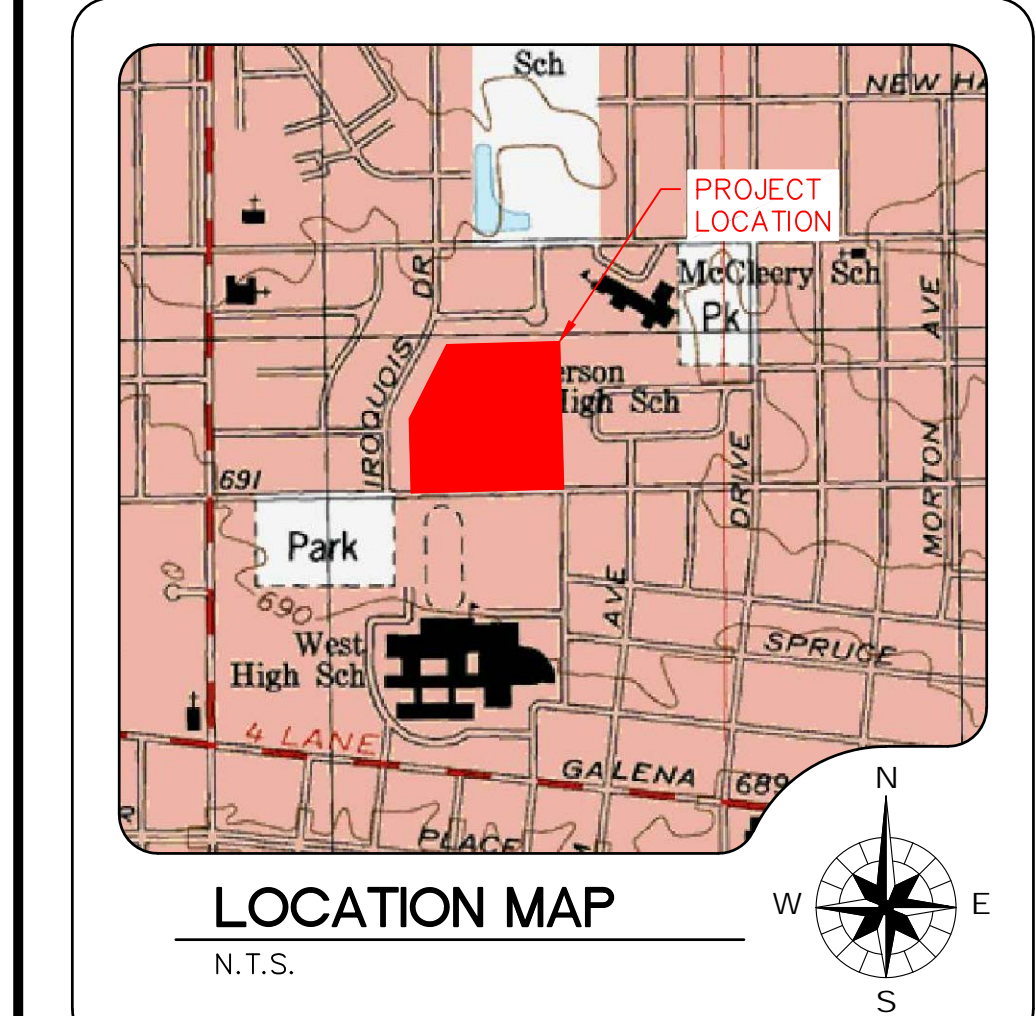 Sch
NEW HA
PROJECT
LOCATION
McCleery Sch
Pk
DR
IROQUOIS
AVE
erson
High Sch
691
DRIVE
MORTON
Park
690
AVE
SPRUCE
West
High Sch
4 LANE
GALENA
689
R
PLACE
N
W
E
S
LOCATION MAP
N.T.S.